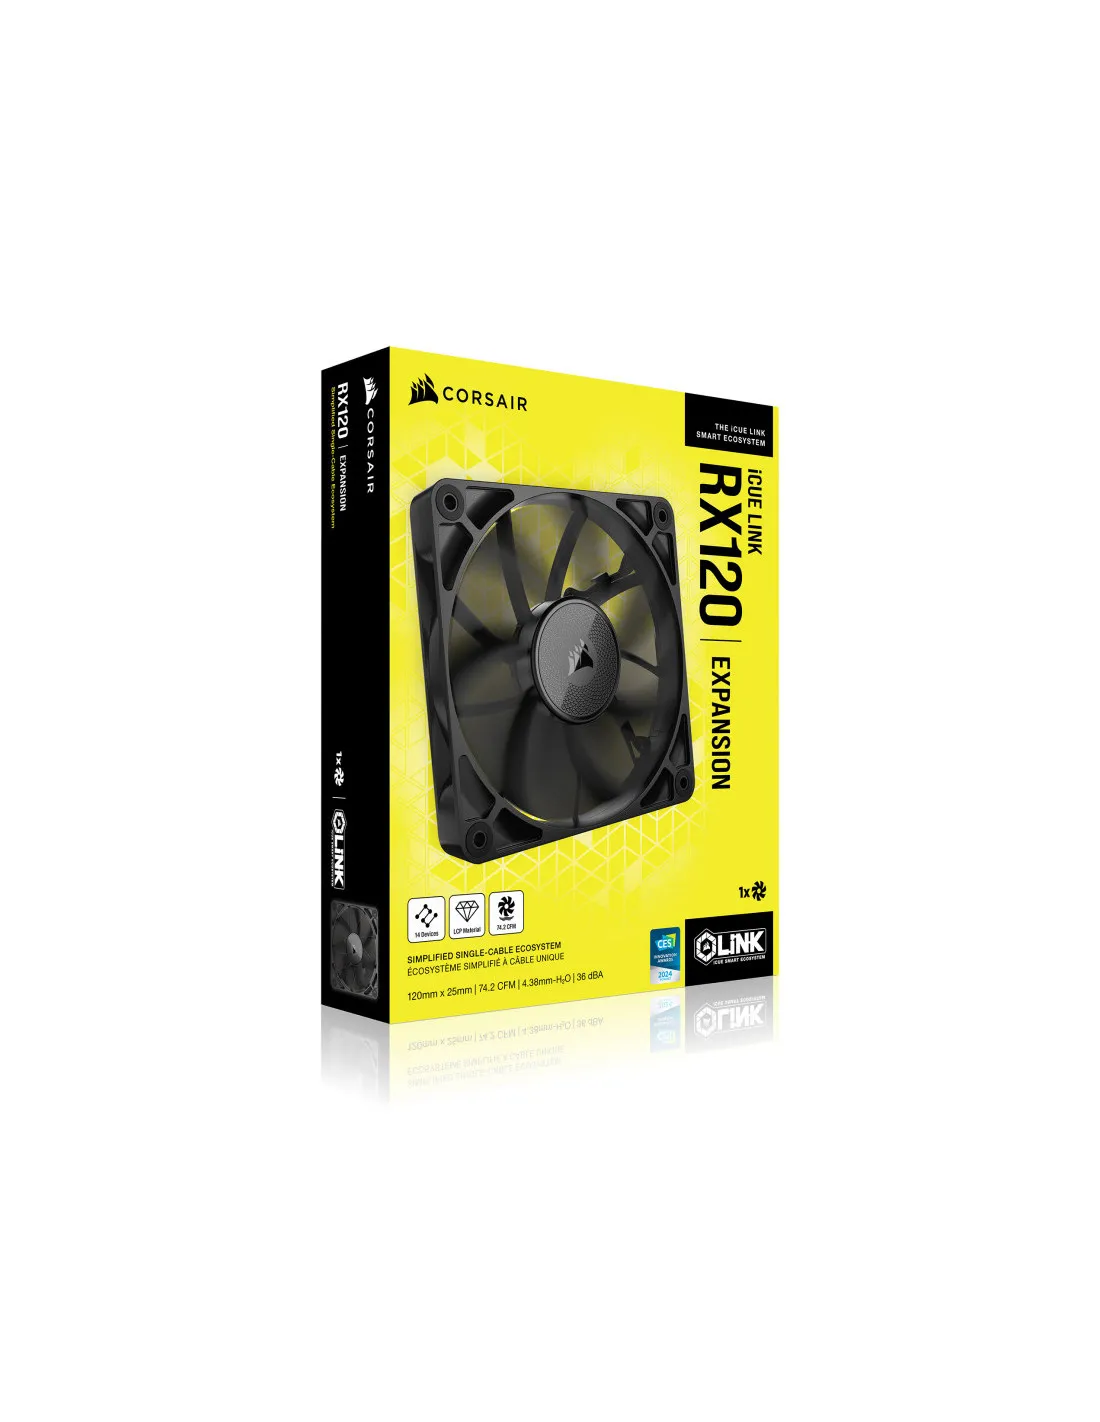 CORSAIR
THE iCUE LINK
SMART ECOSYSTEM
iCUE LINK
RX120 | EXPANSION
1x
14 Devices
LCP Material
74.2 CFM
SIMPLIFIED SINGLE-CABLE ECOSYSTEM
ÉCOSYSTÈME SIMPLIFIÉ À CÂBLE UNIQUE
120mm x 25mm | 74.2 CFM | 4.38mm-H₂O | 36 dBA
CES
INNOVATION
AWARDS
2024
LiNK
iCUE SMART ECOSYSTEM
CORSAIR
RX120 | EXPANSION
Simplified Single-Cable Ecosystem
1x
LiNK